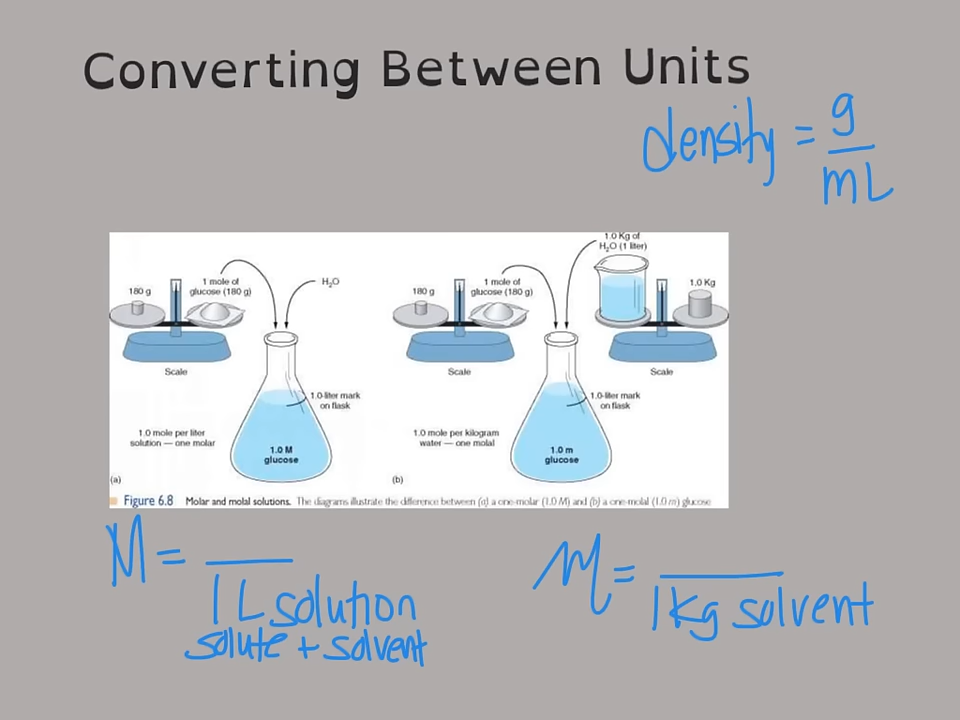 Converting Between Units
density = g
mL
180 g
1 mole of
glucose (180 g)
H₂O
Scale
1.0-liter mark
on flask
1.0 mole per liter
solution — one molar
1.0 M
glucose
(a)
180 g
1 mole of
glucose (180 g)
1.0 Kg of
H₂O (1 liter)
1.0 Kg
Scale
Scale
1.0-liter mark
on flask
1.0 mole per kilogram
water — one molal
1.0 m
glucose
(b)
Figure 6.8 Molar and molal solutions. The diagrams illustrate the difference between (a) a one-molar (1.0 M) and (b) a one-molal (1.0 m) glucose
M =
1 L solution
solute + solvent
m =
1 Kg solvent